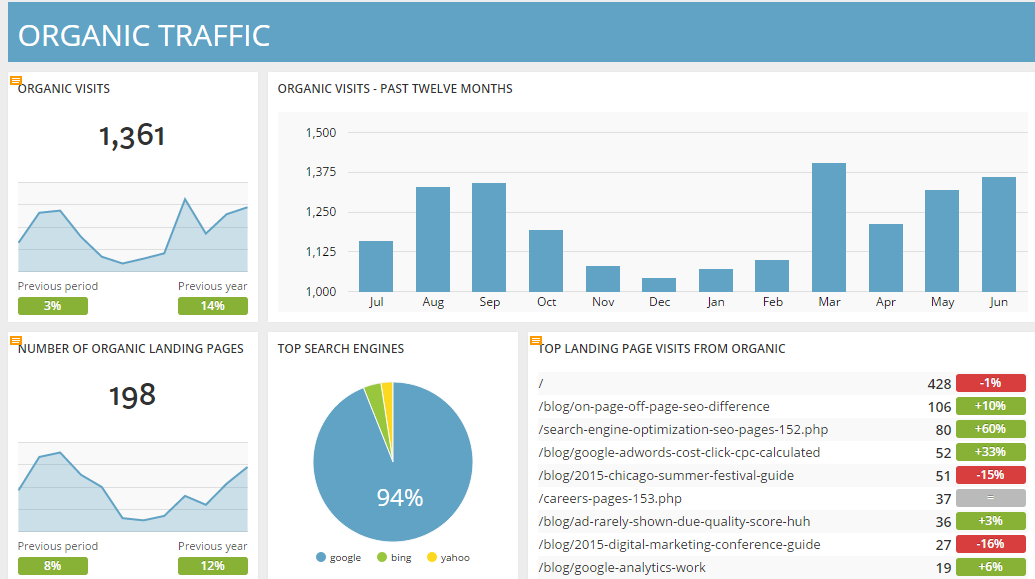 ORGANIC TRAFFIC
ORGANIC VISITS
1,361
Previous period
Previous year
3%
14%
ORGANIC VISITS - PAST TWELVE MONTHS
1,500
1,375
1,250
1,125
1,000
Jul Aug Sep Oct Nov Dec Jan Feb Mar Apr May Jun
NUMBER OF ORGANIC LANDING PAGES
198
Previous period
Previous year
8%
12%
TOP SEARCH ENGINES
94%
google bing yahoo
TOP LANDING PAGE VISITS FROM ORGANIC
/ 428 -1%
/blog/on-page-off-page-seo-difference 106 +10%
/search-engine-optimization-seo-pages-152.php 80 +60%
/blog/google-adwords-cost-click-cpc-calculated 52 +33%
/blog/2015-chicago-summer-festival-guide 51 -15%
/careers-pages-153.php 37 =
/blog/ad-rarely-shown-due-quality-score-huh 36 +3%
/blog/2015-digital-marketing-conference-guide 27 -16%
/blog/google-analytics-work 19 +6%